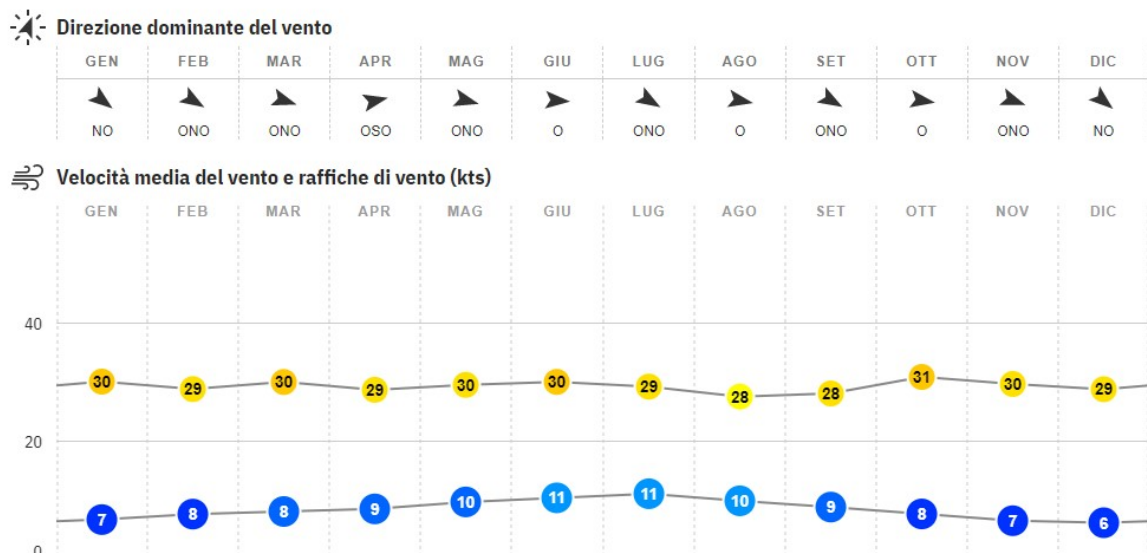 Direzione dominante del vento
GEN FEB MAR APR MAG GIU LUG AGO SET OTT NOV DIC
NO ONO ONO OSO ONO O ONO O ONO O ONO NO
Velocità media del vento e raffiche di vento (kts)
GEN FEB MAR APR MAG GIU LUG AGO SET OTT NOV DIC
40
30 29 30 29 30 30 29 28 28 31 30 29
20
7 8 8 9 10 11 11 10 9 8 7 6
0